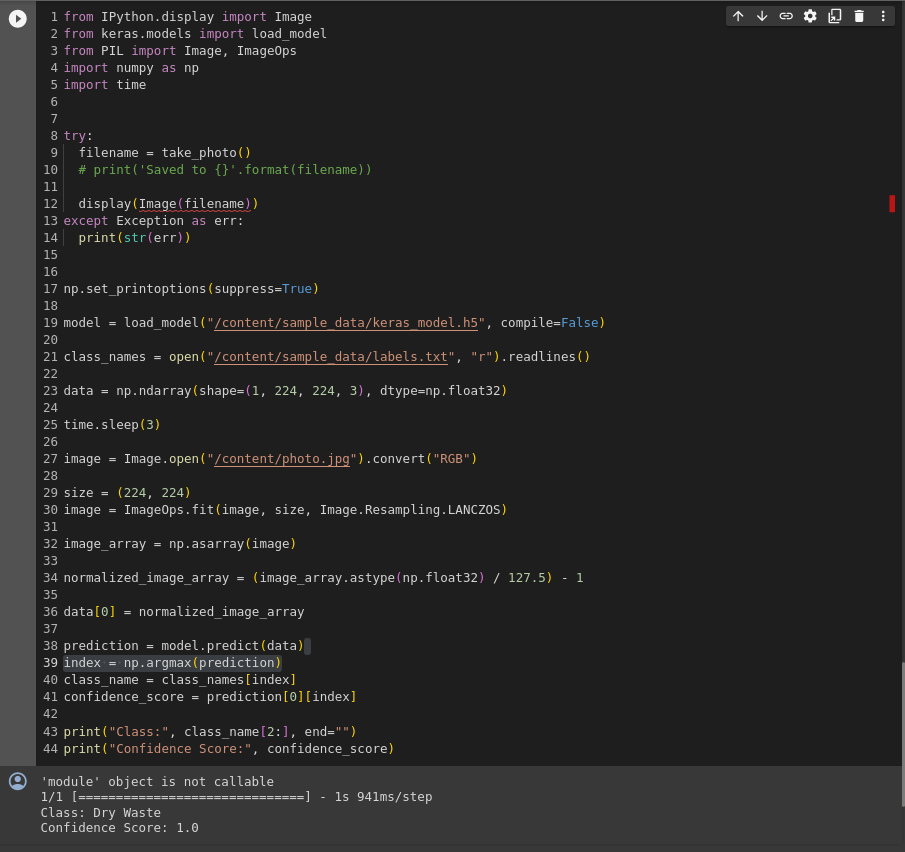 1 from IPython.display import Image
2 from keras.models import load_model
3 from PIL import Image, ImageOps
4 import numpy as np
5 import time
6
7
8 try:
9   filename = take_photo()
10   # print('Saved to {}'.format(filename))
11
12   display(Image(filename))
13 except Exception as err:
14   print(str(err))
15
16
17 np.set_printoptions(suppress=True)
18
19 model = load_model("/content/sample_data/keras_model.h5", compile=False)
20
21 class_names = open("/content/sample_data/labels.txt", "r").readlines()
22
23 data = np.ndarray(shape=(1, 224, 224, 3), dtype=np.float32)
24
25 time.sleep(3)
26
27 image = Image.open("/content/photo.jpg").convert("RGB")
28
29 size = (224, 224)
30 image = ImageOps.fit(image, size, Image.Resampling.LANCZOS)
31
32 image_array = np.asarray(image)
33
34 normalized_image_array = (image_array.astype(np.float32) / 127.5) - 1
35
36 data[0] = normalized_image_array
37
38 prediction = model.predict(data)
39 index = np.argmax(prediction)
40 class_name = class_names[index]
41 confidence_score = prediction[0][index]
42
43 print("Class:", class_name[2:], end="")
44 print("Confidence Score:", confidence_score)
'module' object is not callable
1/1 [==============================] - 1s 941ms/step
Class: Dry Waste
Confidence Score: 1.0